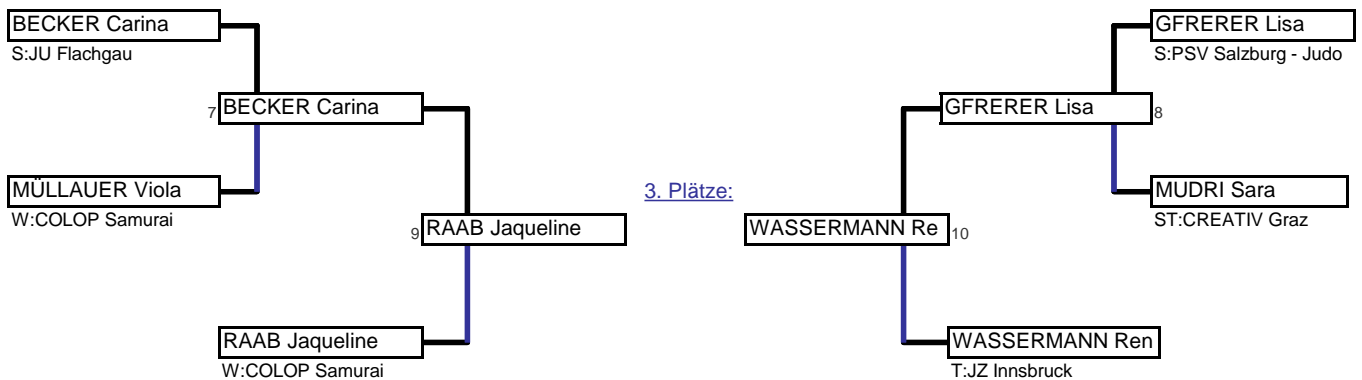 BECKER Carina
S:JU Flachgau
GFRERER Lisa
S:PSV Salzburg - Judo
7 BECKER Carina
GFRERER Lisa 8
MÜLLAUER Viola
W:COLOP Samurai
3. Plätze:
MUDRI Sara
ST:CREATIV Graz
9 RAAB Jaqueline
WASSERMANN Re 10
RAAB Jaqueline
W:COLOP Samurai
WASSERMANN Ren
T:JZ Innsbruck